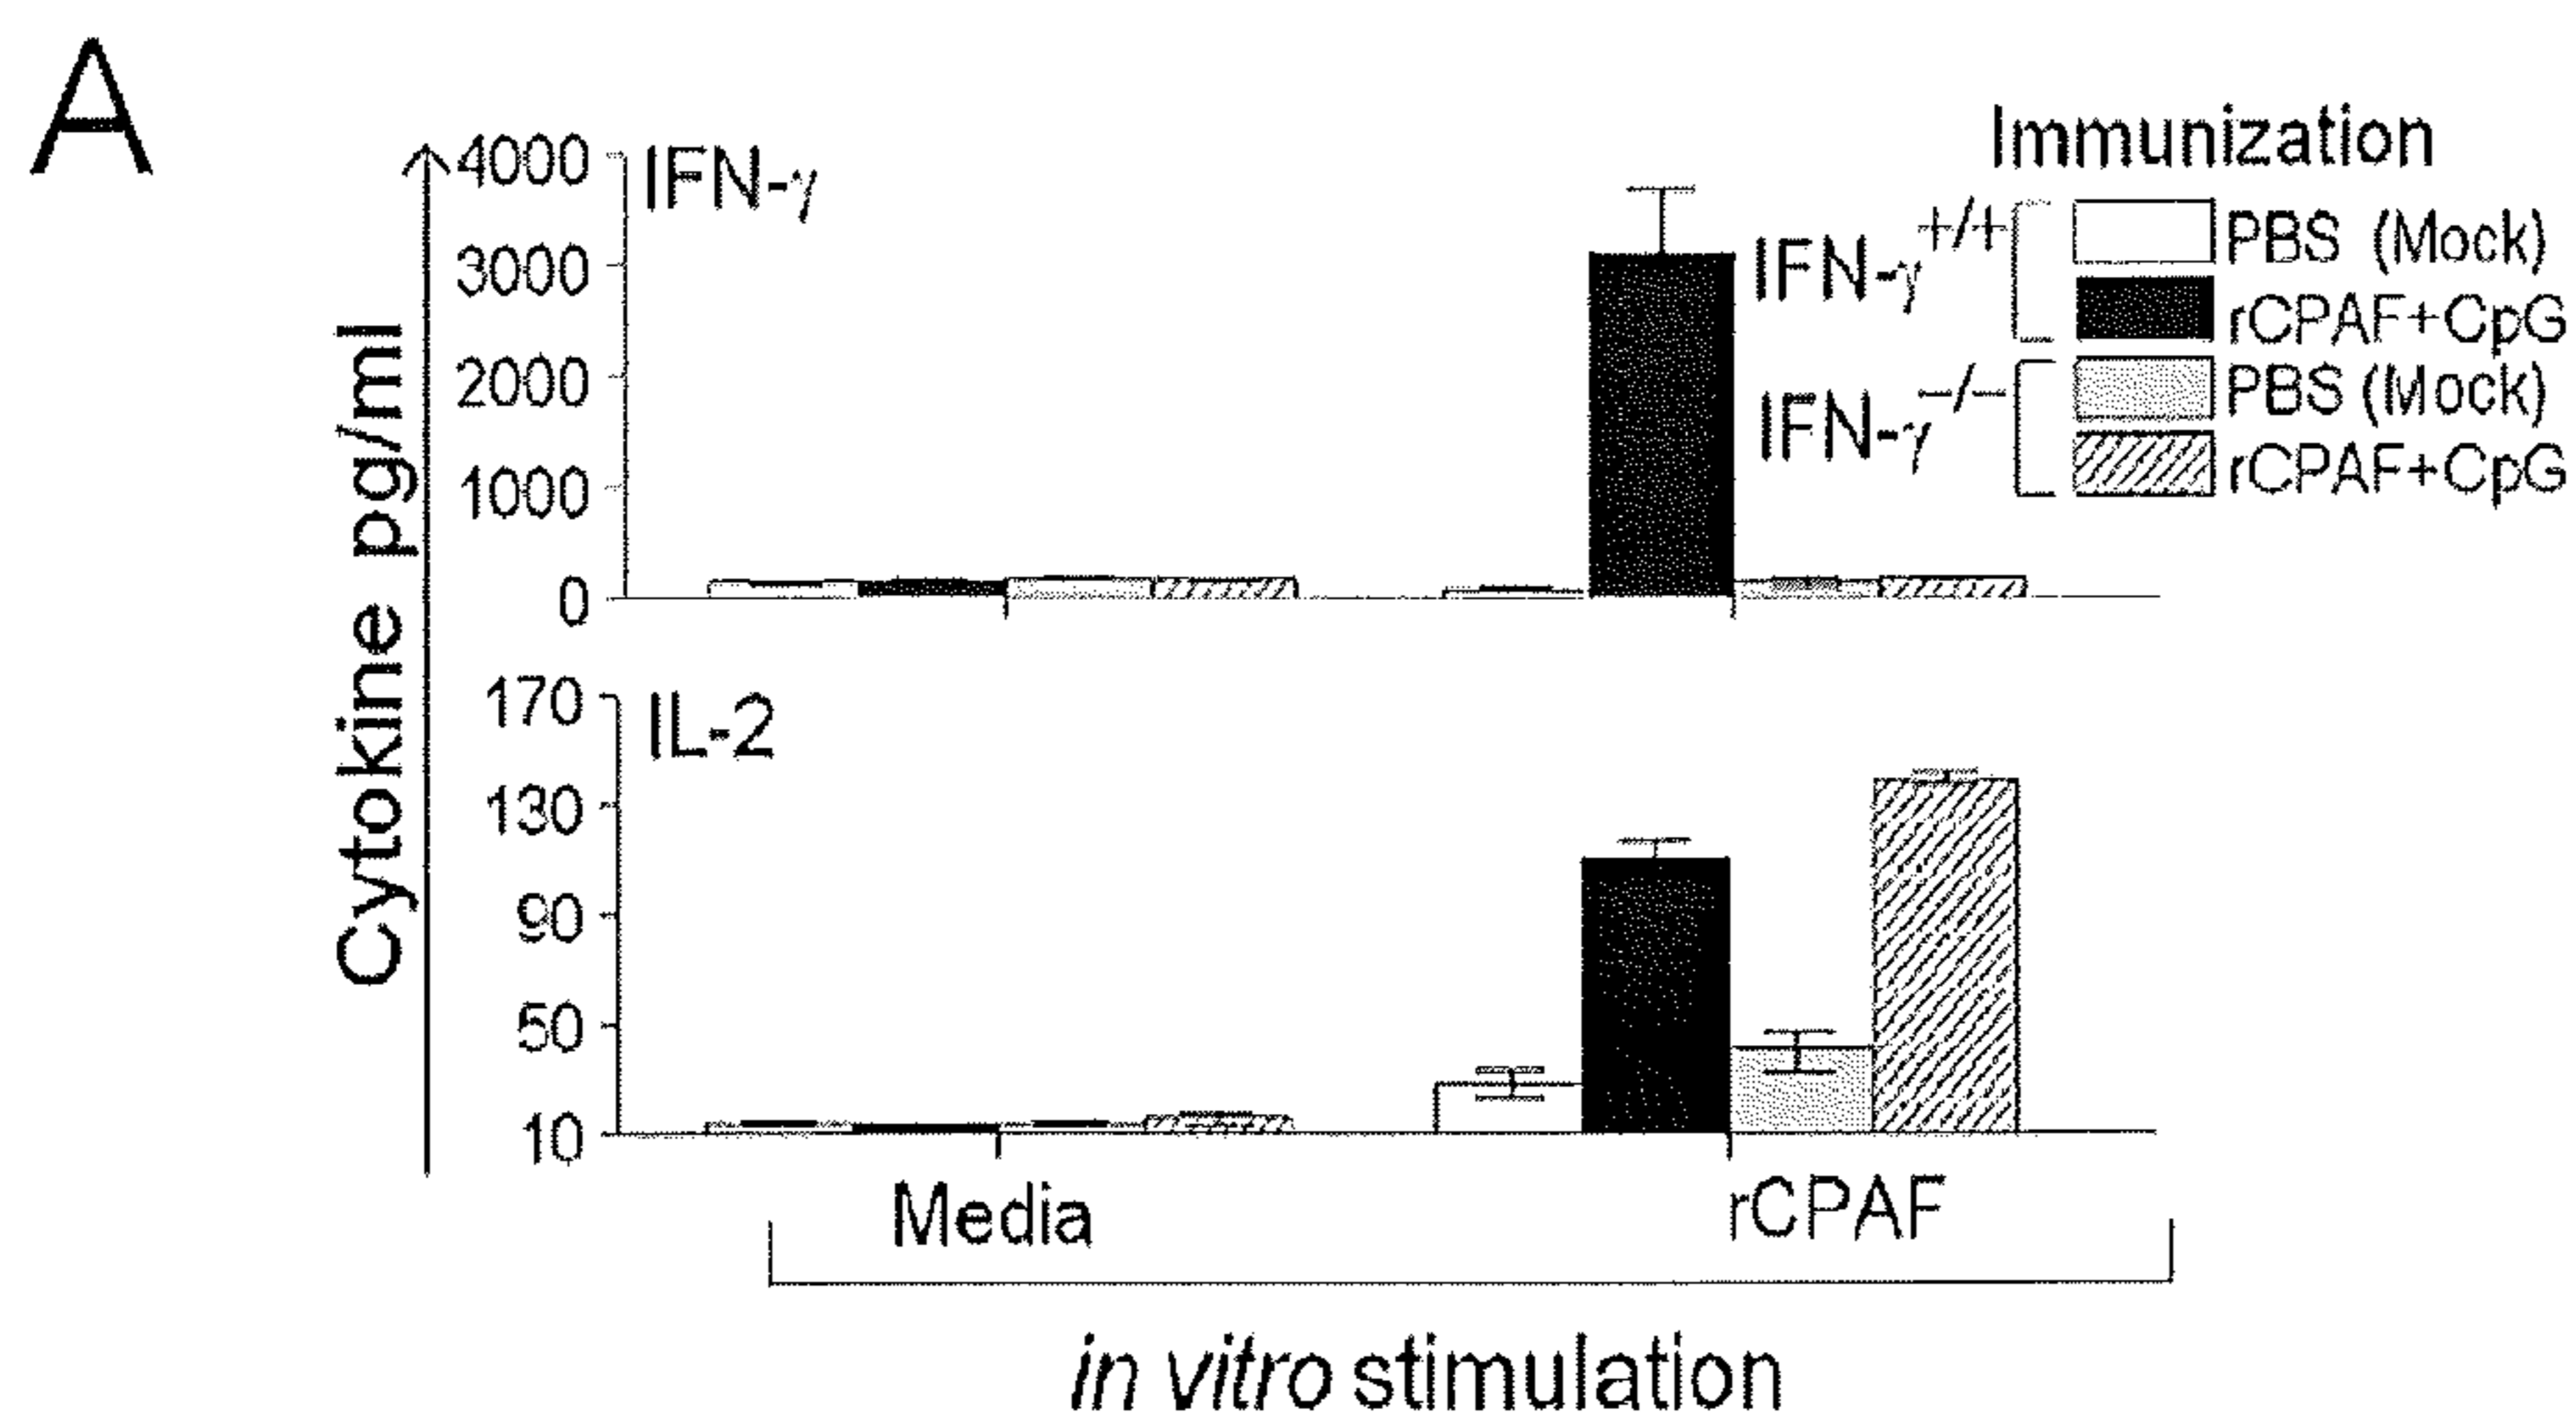 A
Cytokine pg/ml
4000
3000
2000
1000
0
IFN-γ
Immunization
IFN-γ+/+
PBS (Mock)
rCPAF+CpG
IFN-γ−/−
PBS (Mock)
rCPAF+CpG
170
130
90
50
10
IL-2
Media
rCPAF
in vitro stimulation